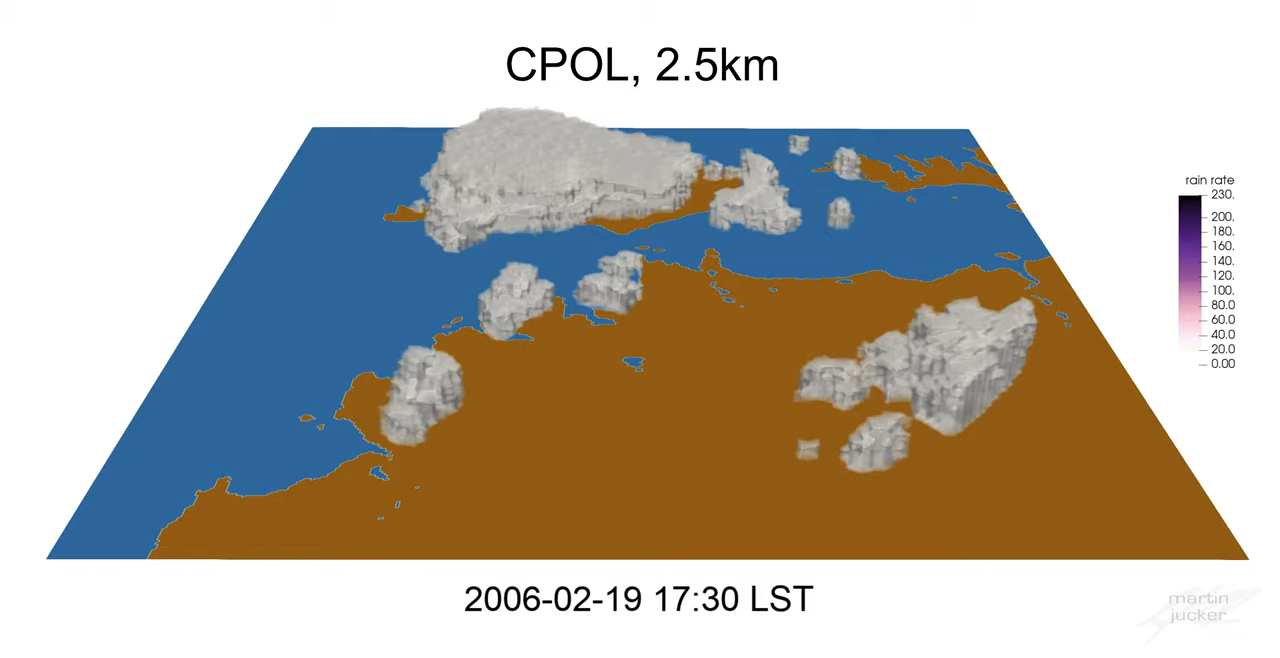 CPOL, 2.5km
rain rate
230.
200.
180.
160.
140.
120.
100.
80.0
60.0
40.0
20.0
0.00
2006-02-19 17:30 LST
martin
jucker